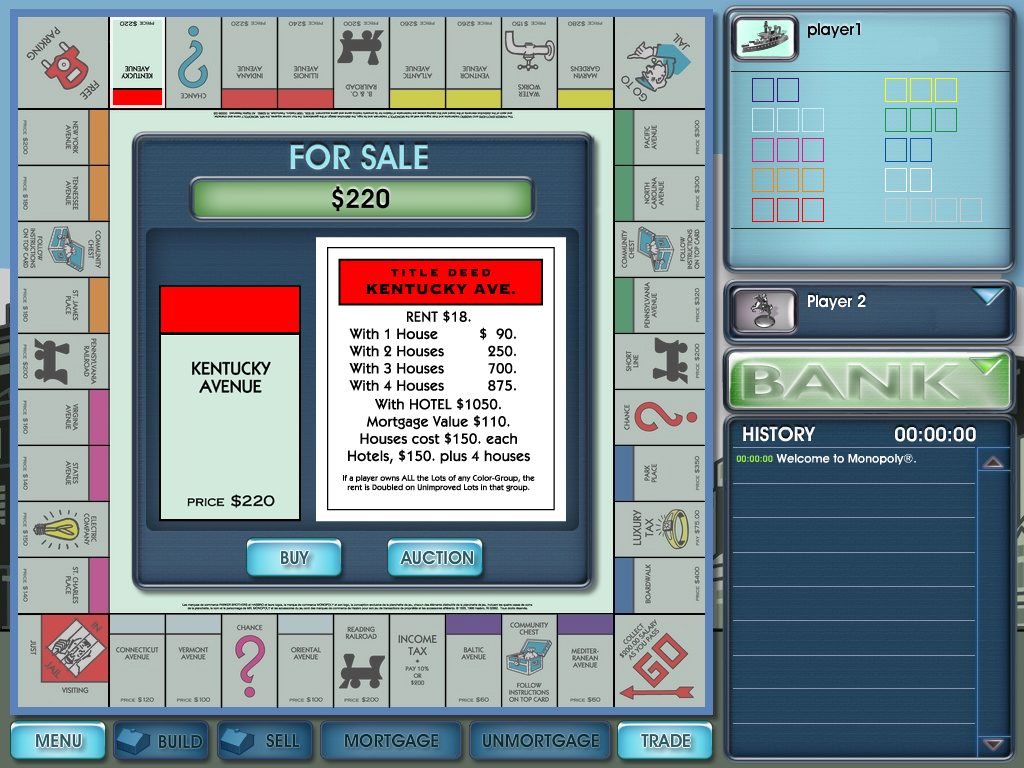 FREE
PARKING
KENTUCKY
AVENUE
PRICE $220
CHANCE
INDIANA
AVENUE
PRICE $220
ILLINOIS
AVENUE
PRICE $240
B. & O.
RAILROAD
PRICE $200
ATLANTIC
AVENUE
PRICE $260
VENTNOR
AVENUE
PRICE $260
WATER
WORKS
PRICE $150
MARVIN
GARDENS
PRICE $280
GO TO
JAIL
NEW YORK
AVENUE
PRICE $200
TENNESSEE
AVENUE
PRICE $180
COMMUNITY
CHEST
FOLLOW
INSTRUCTIONS
ON TOP CARD
ST. JAMES
PLACE
PRICE $180
PENNSYLVANIA
RAILROAD
PRICE $200
VIRGINIA
AVENUE
PRICE $160
STATES
AVENUE
PRICE $140
ELECTRIC
COMPANY
PRICE $150
ST. CHARLES
PLACE
PRICE $140
FOR SALE
$220
KENTUCKY
AVENUE
PRICE $220
TITLE DEED
KENTUCKY AVE.
RENT $18.
With 1 House $ 90.
With 2 Houses 250.
With 3 Houses 700.
With 4 Houses 875.
With HOTEL $1050.
Mortgage Value $110.
Houses cost $150. each
Hotels, $150. plus 4 houses
If a player owns ALL the Lots of any Color-Group, the
rent is Doubled on Unimproved Lots in that group.
BUY
AUCTION
PACIFIC
AVENUE
PRICE $300
NORTH
CAROLINA
AVENUE
PRICE $300
COMMUNITY
CHEST
FOLLOW
INSTRUCTIONS
ON TOP CARD
PENNSYLVANIA
AVENUE
PRICE $320
SHORT
LINE
PRICE $200
CHANCE
PARK
PLACE
PRICE $350
LUXURY
TAX
PAY $75.00
BOARDWALK
PRICE $400
JUST
VISITING
IN
JAIL
CONNECTICUT
AVENUE
PRICE $120
VERMONT
AVENUE
PRICE $100
CHANCE
ORIENTAL
AVENUE
PRICE $100
READING
RAILROAD
PRICE $200
INCOME
TAX
PAY 10%
OR
$200
BALTIC
AVENUE
PRICE $60
COMMUNITY
CHEST
FOLLOW
INSTRUCTIONS
ON TOP CARD
MEDITER-
RANEAN
AVENUE
PRICE $60
COLLECT
$200.00 SALARY
AS YOU PASS
GO
MENU
BUILD
SELL
MORTGAGE
UNMORTGAGE
TRADE
player1
Player 2
BANK
HISTORY 00:00:00
00:00:00 Welcome to Monopoly®.